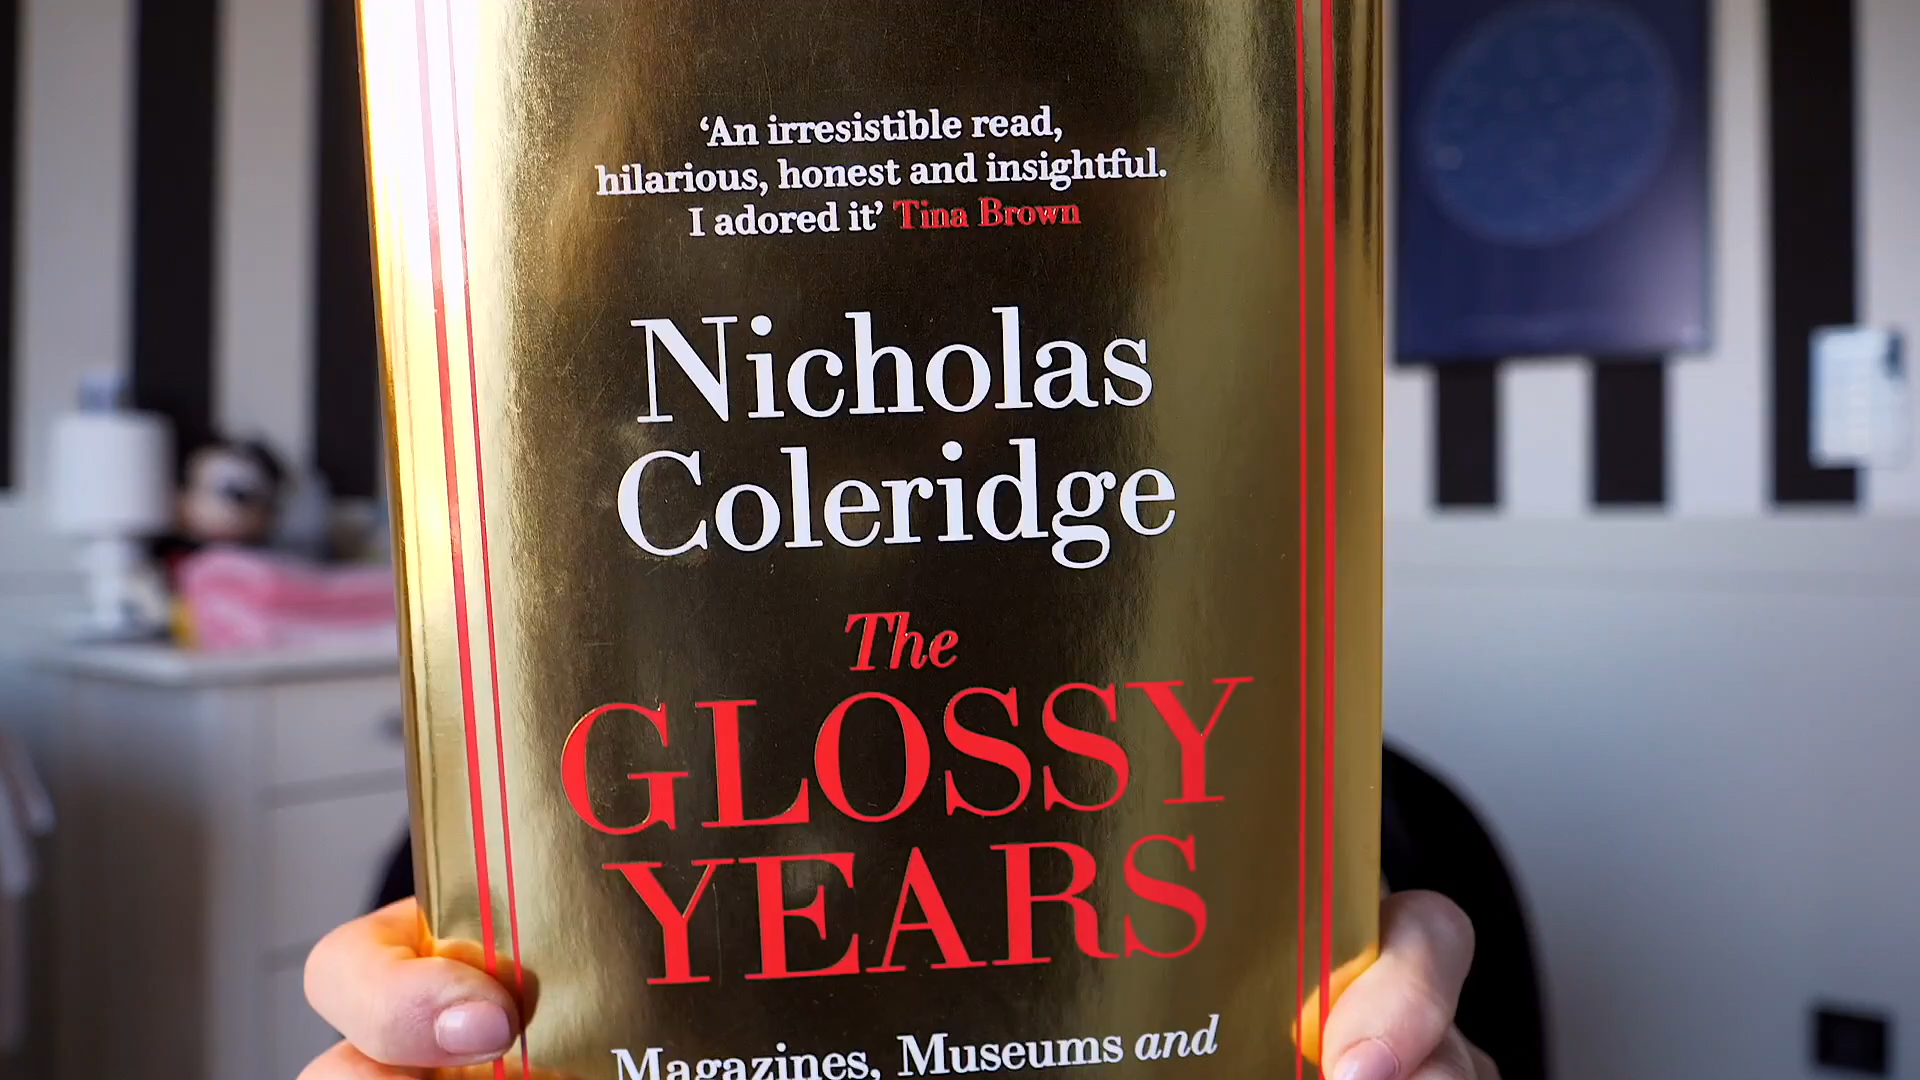 ‘An irresistible read,
hilarious, honest and insightful.
I adored it’ Tina Brown
Nicholas
Coleridge
The
GLOSSY
YEARS
Magazines, Museums and